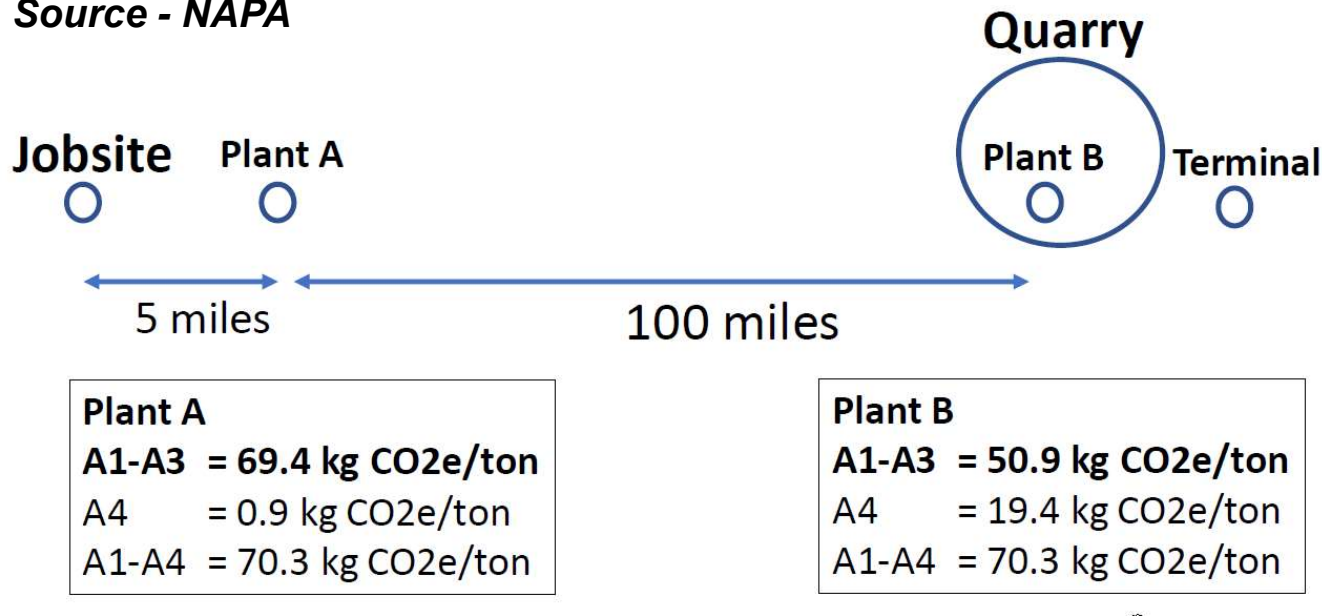 Source - NAPA
Quarry
Jobsite
Plant A
Plant B
Terminal
5 miles
100 miles
Plant A
A1-A3 = 69.4 kg CO2e/ton
A4 = 0.9 kg CO2e/ton
A1-A4 = 70.3 kg CO2e/ton
Plant B
A1-A3 = 50.9 kg CO2e/ton
A4 = 19.4 kg CO2e/ton
A1-A4 = 70.3 kg CO2e/ton